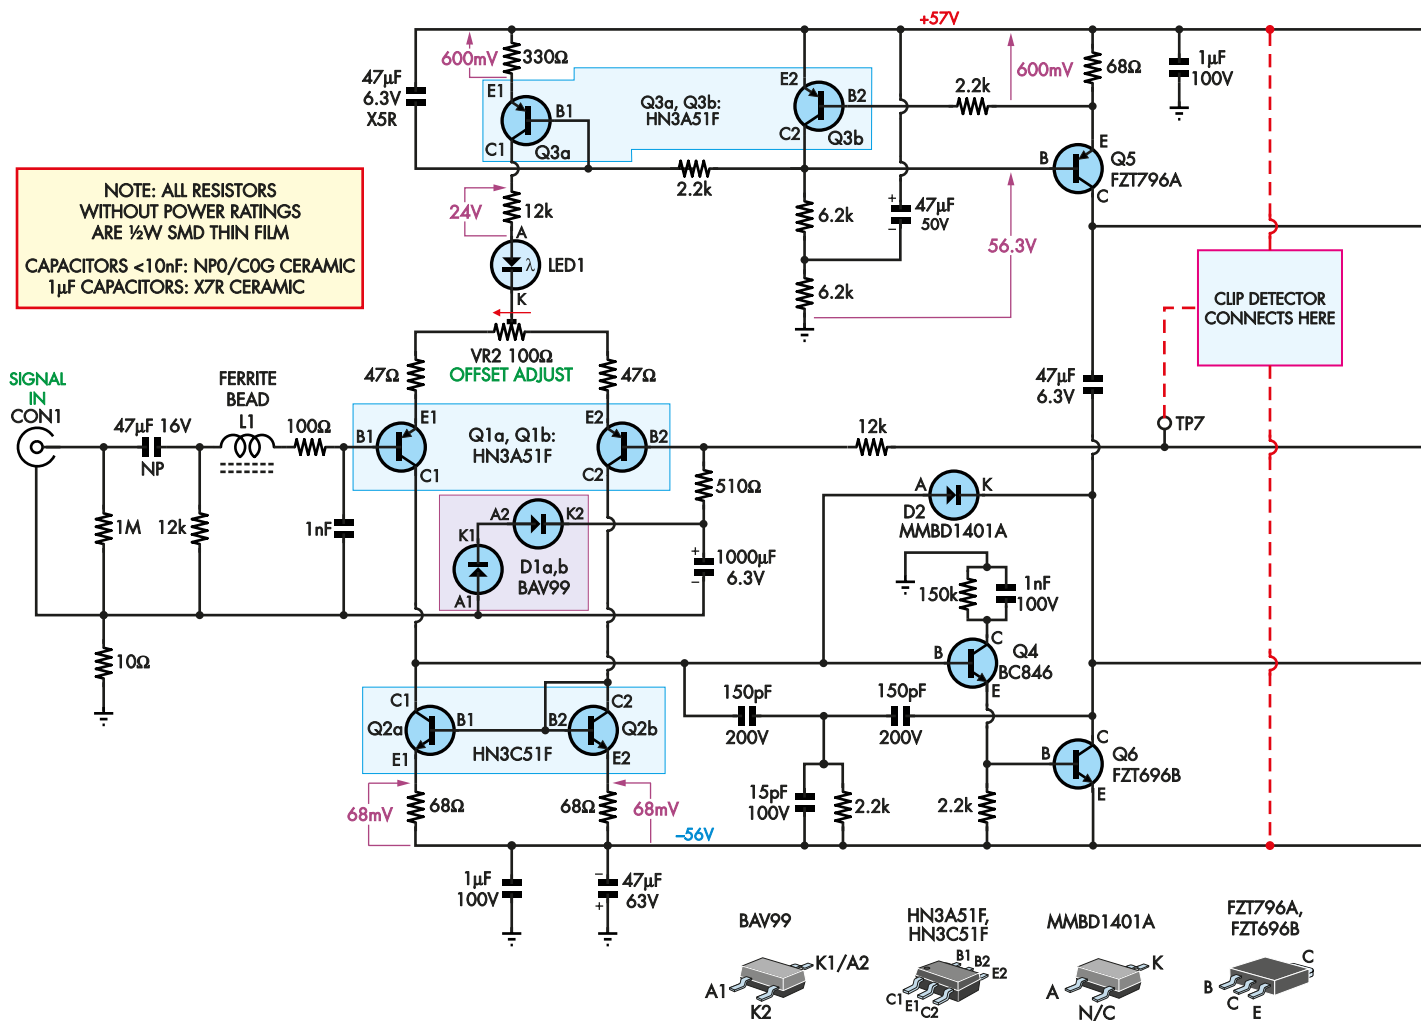 +57V
600mV
330Ω
47µF
6.3V
X5R
E1
B1
C1
Q3a
Q3a, Q3b:
HN3A51F
E2
B2
C2
Q3b
2.2k
600mV
68Ω
1µF
100V
2.2k
B
E
C
Q5
FZT796A
NOTE: ALL RESISTORS
WITHOUT POWER RATINGS
ARE ½W SMD THIN FILM
CAPACITORS <10nF: NP0/C0G CERAMIC
1µF CAPACITORS: X7R CERAMIC
24V
12k
A
λ
LED1
K
6.2k
+
47µF
50V
–
56.3V
6.2k
CLIP DETECTOR
CONNECTS HERE
VR2 100Ω
OFFSET ADJUST
47Ω
47Ω
47µF
6.3V
SIGNAL
IN
CON1
FERRITE
BEAD
L1
47µF 16V
NP
100Ω
B1
E1
C1
Q1a, Q1b:
HN3A51F
E2
B2
C2
12k
TP7
1M
12k
1nF
510Ω
A2
K2
K1
A1
D1a,b
BAV99
+
1000µF
6.3V
–
A
K
D2
MMBD1401A
150k
1nF
100V
10Ω
B
C
E
Q4
BC846
C1
Q2a
B1
E1
HN3C51F
C2
B2
Q2b
E2
150pF
200V
150pF
200V
C
B
E
Q6
FZT696B
68mV
68Ω
68Ω
68mV
15pF
100V
2.2k
2.2k
–56V
1µF
100V
–
+
47µF
63V
BAV99
A1
K1/A2
K2
HN3A51F,
HN3C51F
B1
B2
E2
C1
E1
C2
MMBD1401A
A
K
N/C
FZT796A,
FZT696B
C
B
C
E